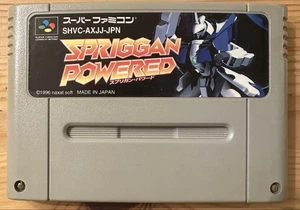 スーパーファミコン
SHVC-AXJJ-JPN
SPRIGGAN
POWERED
スプリガン・パワード
©1996 naxat soft MADE IN JAPAN